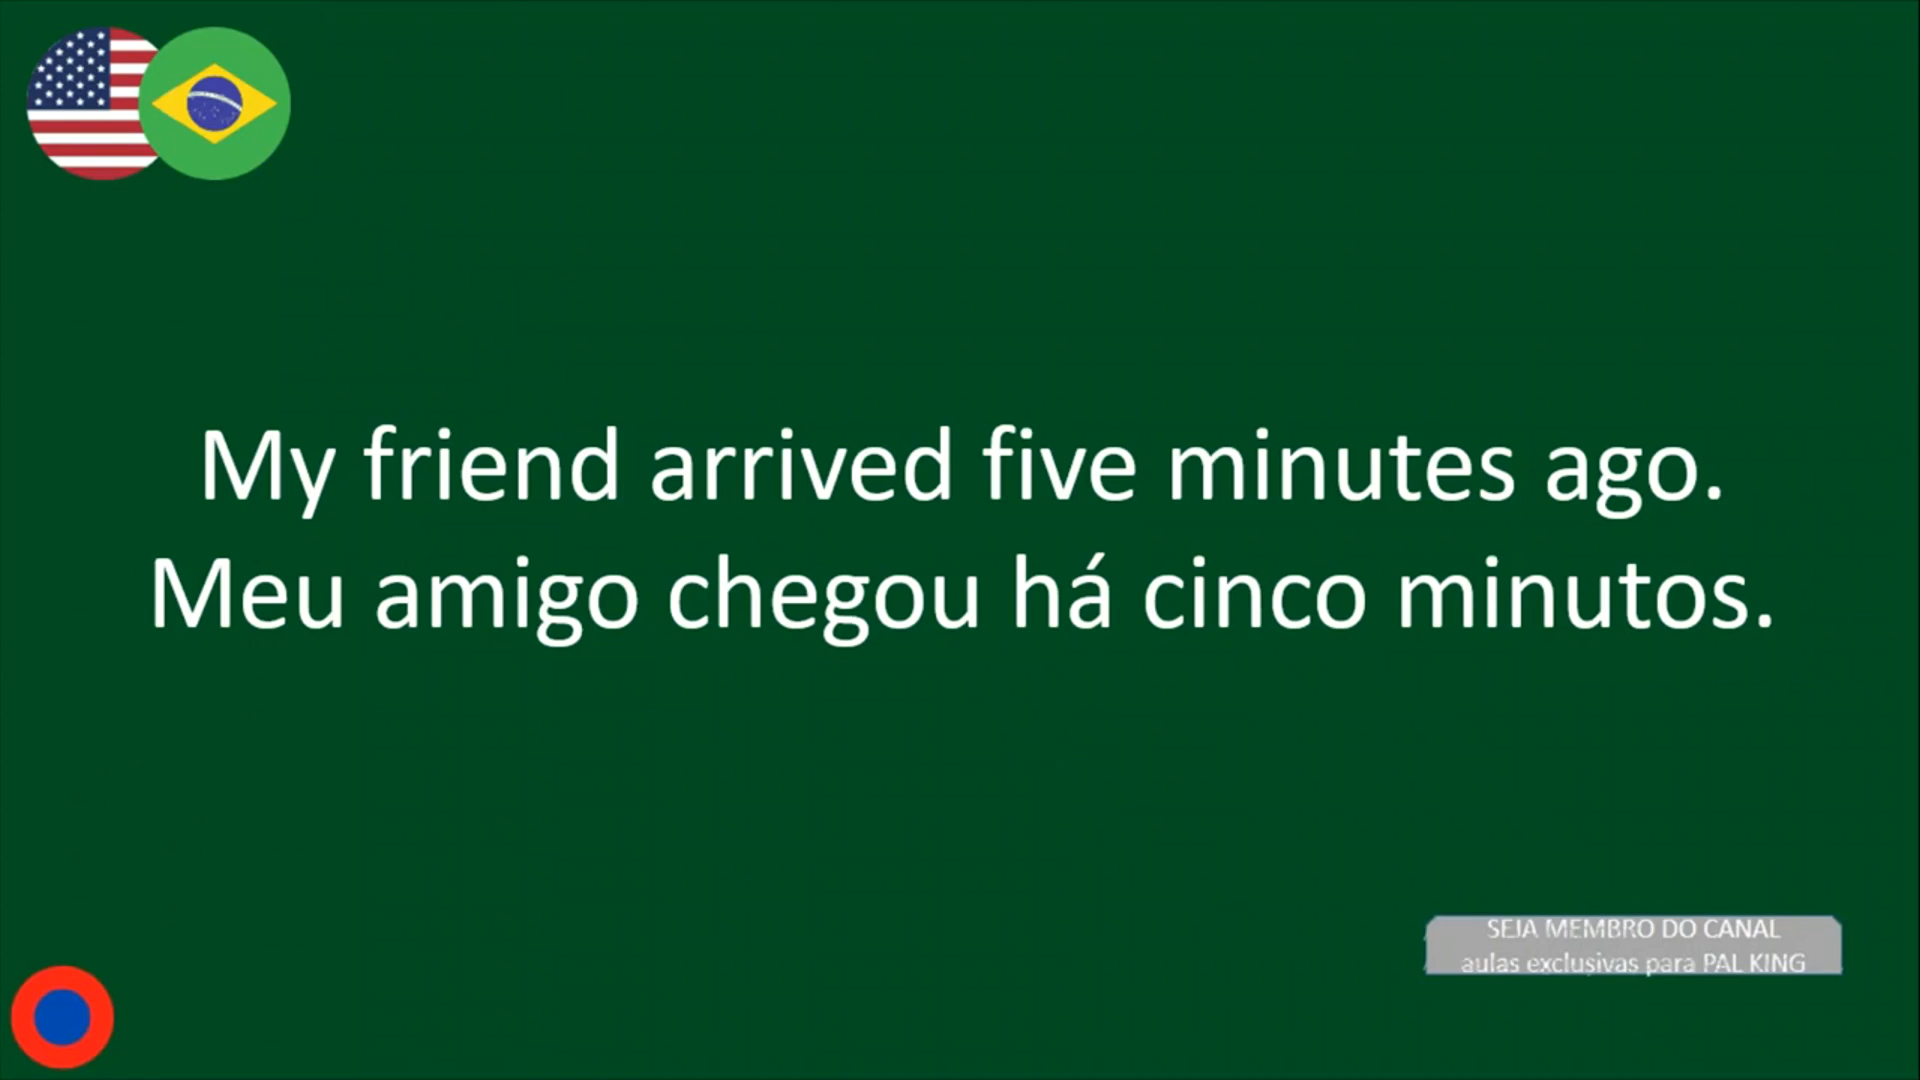 My friend arrived five minutes ago.
Meu amigo chegou há cinco minutos.
SEJA MEMBRO DO CANAL
aulas exclusivas para PAL KING